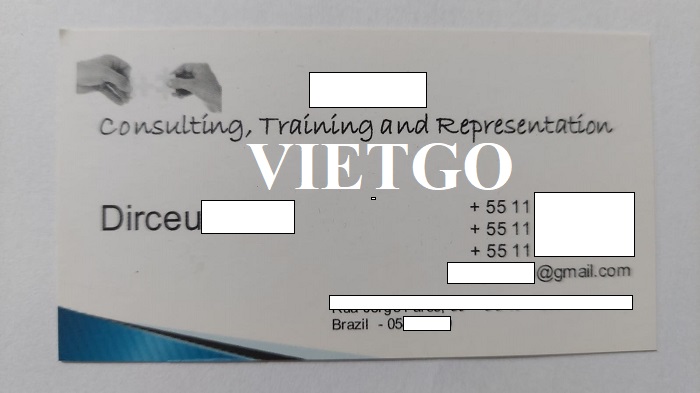 Consulting, Training and Representation
VIETGO
Dirceu
+ 55 11
+ 55 11
+ 55 11
@gmail.com
Brazil - 05